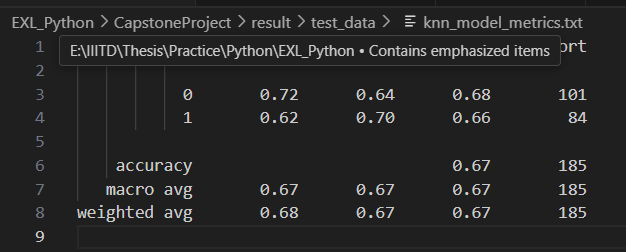 EXL_Python > CapstoneProject > result > test_data > knn_model_metrics.txt
1 ort
E:\IIITD\Thesis\Practice\Python\EXL_Python • Contains emphasized items
2
3 0 0.72 0.64 0.68 101
4 1 0.62 0.70 0.66 84
5
6 accuracy 0.67 185
7 macro avg 0.67 0.67 0.67 185
8 weighted avg 0.68 0.67 0.67 185
9